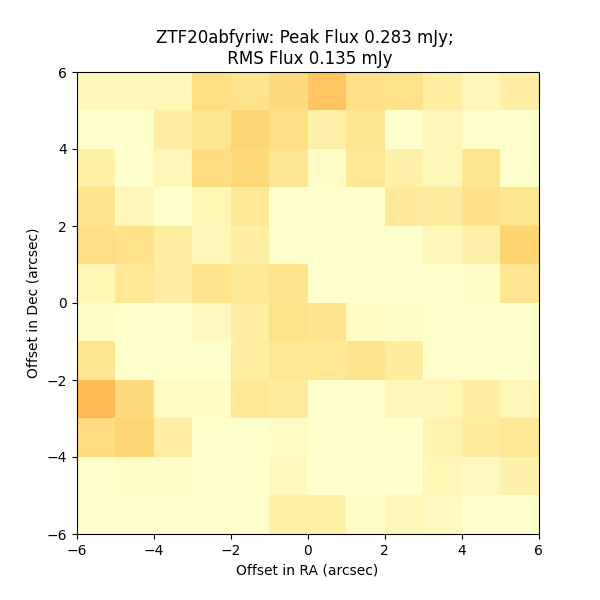 ZTF20abfyriw: Peak Flux 0.283 mJy;
RMS Flux 0.135 mJy
6
4
2
0
−2
−4
−6
Offset in Dec (arcsec)
−6 −4 −2 0 2 4 6
Offset in RA (arcsec)